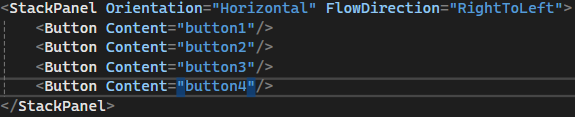 <StackPanel Orientation="Horizontal" FlowDirection="RightToLeft">
<Button Content="button1"/>
<Button Content="button2"/>
<Button Content="button3"/>
<Button Content="button4"/>
</StackPanel>